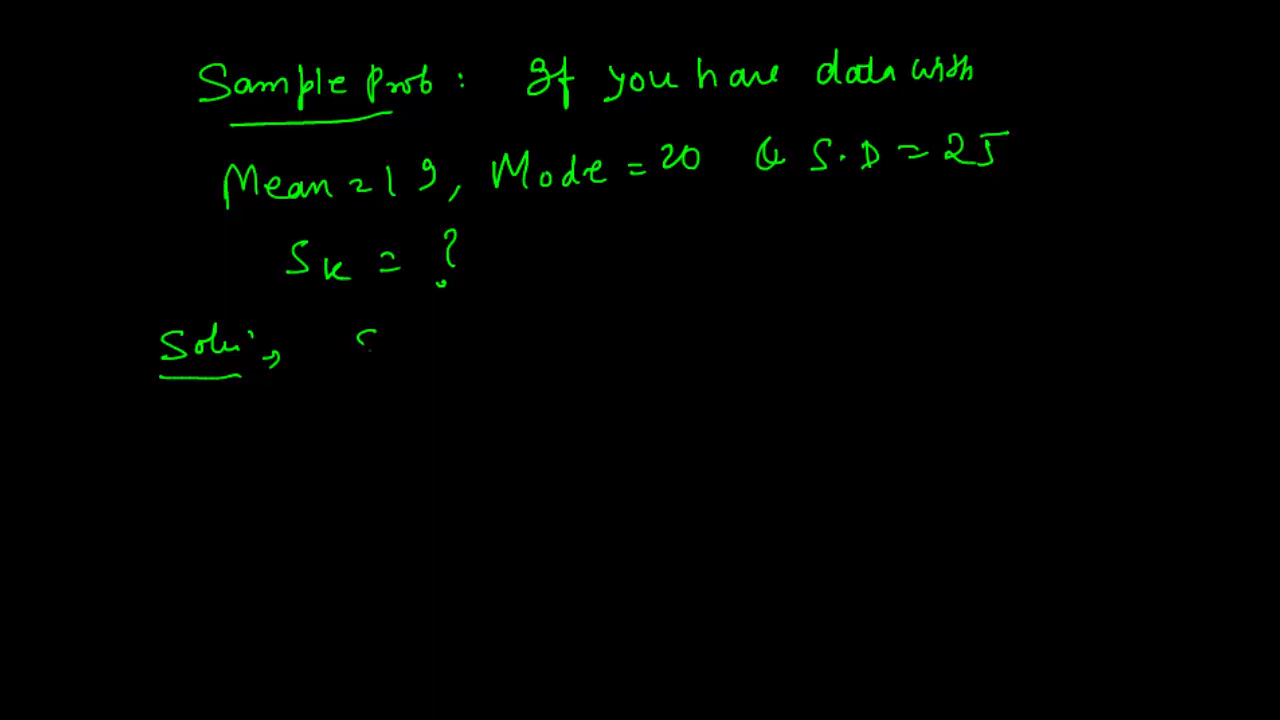 Sample Prob: If you have data with
Mean = 19, Mode = 20 & S.D = 25
Sk = ?
Soln:, S